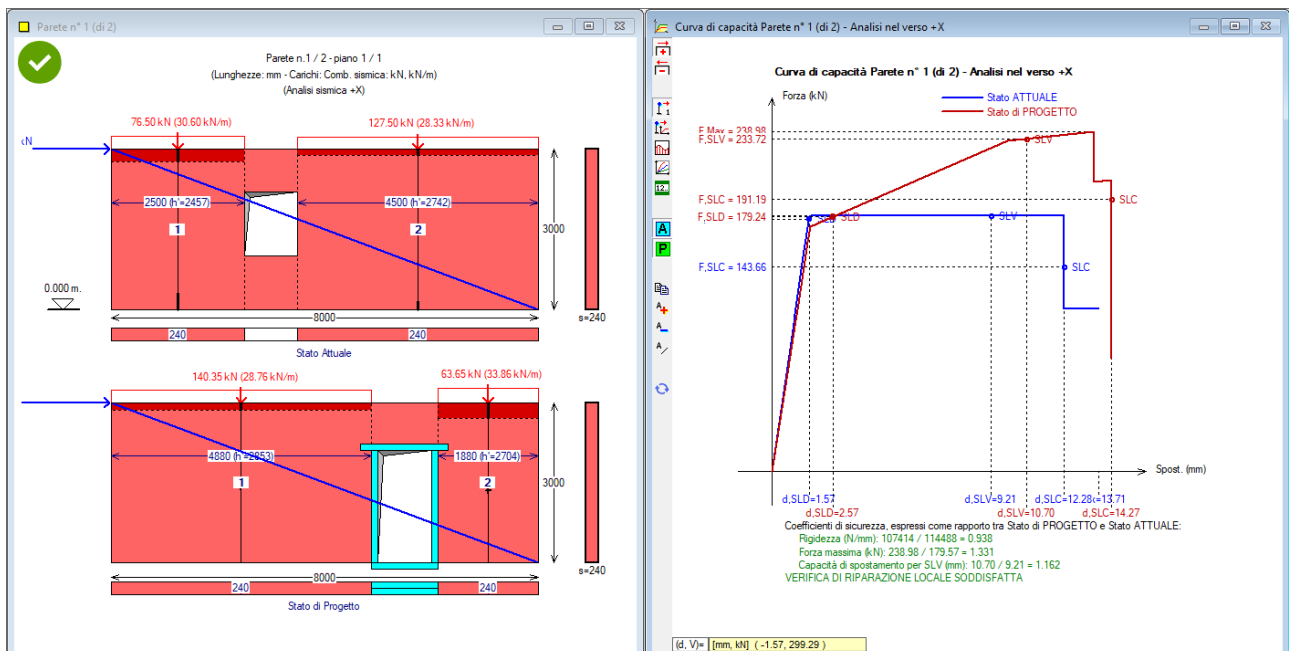 Parete n° 1 (di 2)
Parete n.1 / 2 - piano 1 / 1
(Lunghezze: mm - Carichi: Comb. sismica: kN, kN/m)
(Analisi sismica +X)
76.50 kN (30.60 kN/m)
127.50 kN (28.33 kN/m)
kN
2500 (h'=2457)
4500 (h'=2742)
1
2
3000
0.000 m.
8000
s=240
240
240
Stato Attuale
140.35 kN (28.76 kN/m)
63.65 kN (33.86 kN/m)
4880 (h'=2853)
1880 (h'=2704)
1
2
3000
8000
s=240
240
240
Stato di Progetto
Curva di capacità Parete n° 1 (di 2) - Analisi nel verso +X
Curva di capacità Parete n° 1 (di 2) - Analisi nel verso +X
Forza (kN)
Stato ATTUALE
Stato di PROGETTO
F,Max = 238.98
F,SLV = 233.72
SLV
F,SLC = 191.19
SLC
F,SLD = 179.24
SLD
SLD
SLV
F,SLC = 143.66
SLC
12.
A
P
A
A
A
Spost. (mm)
d,SLD=1.57
d,SLV=9.21
d,SLC=12.28
=13.71
d,SLD=2.57
d,SLV=10.70
d,SLC=14.27
Coefficienti di sicurezza, espressi come rapporto tra Stato di PROGETTO e Stato ATTUALE:
Rigidezza (N/mm): 107414 / 114488 = 0.938
Forza massima (kN): 238.98 / 179.57 = 1.331
Capacità di spostamento per SLV (mm): 10.70 / 9.21 = 1.162
VERIFICA DI RIPARAZIONE LOCALE SODDISFATTA
(d, V)= [mm, kN] ( -1.57, 299.29 )